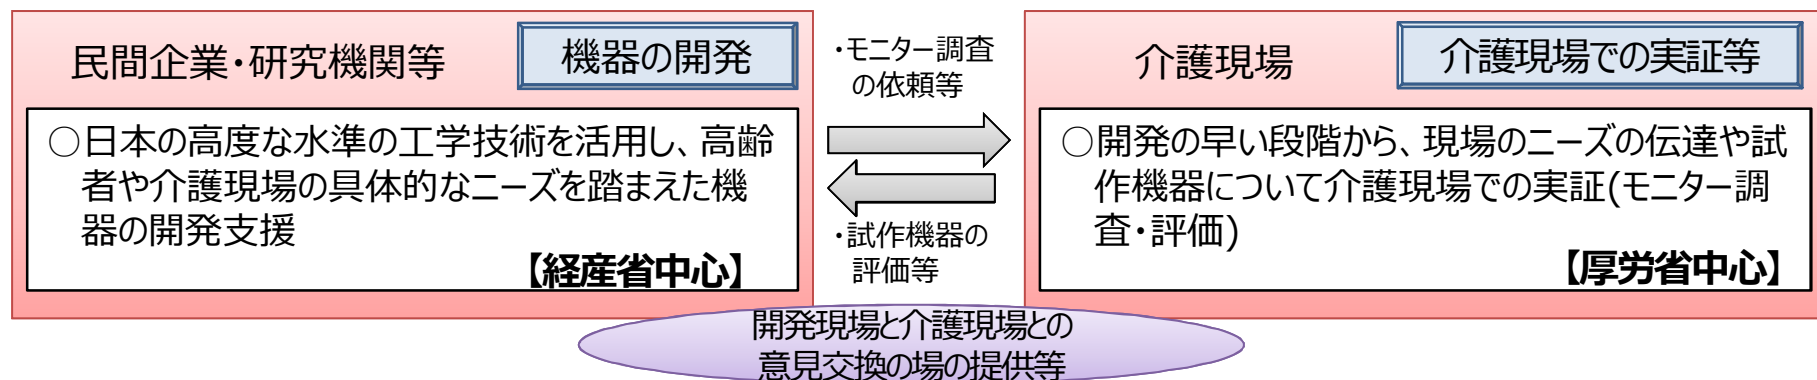 民間企業・研究機関等
機器の開発
○日本の高度な水準の工学技術を活用し、高齢
者や介護現場の具体的なニーズを踏まえた機
器の開発支援
【経産省中心】
・モニター調査
の依頼等
・試作機器の
評価等
介護現場
介護現場での実証等
○開発の早い段階から、現場のニーズの伝達や試
作機器について介護現場での実証(モニター調
査・評価)
【厚労省中心】
開発現場と介護現場との
意見交換の場の提供等